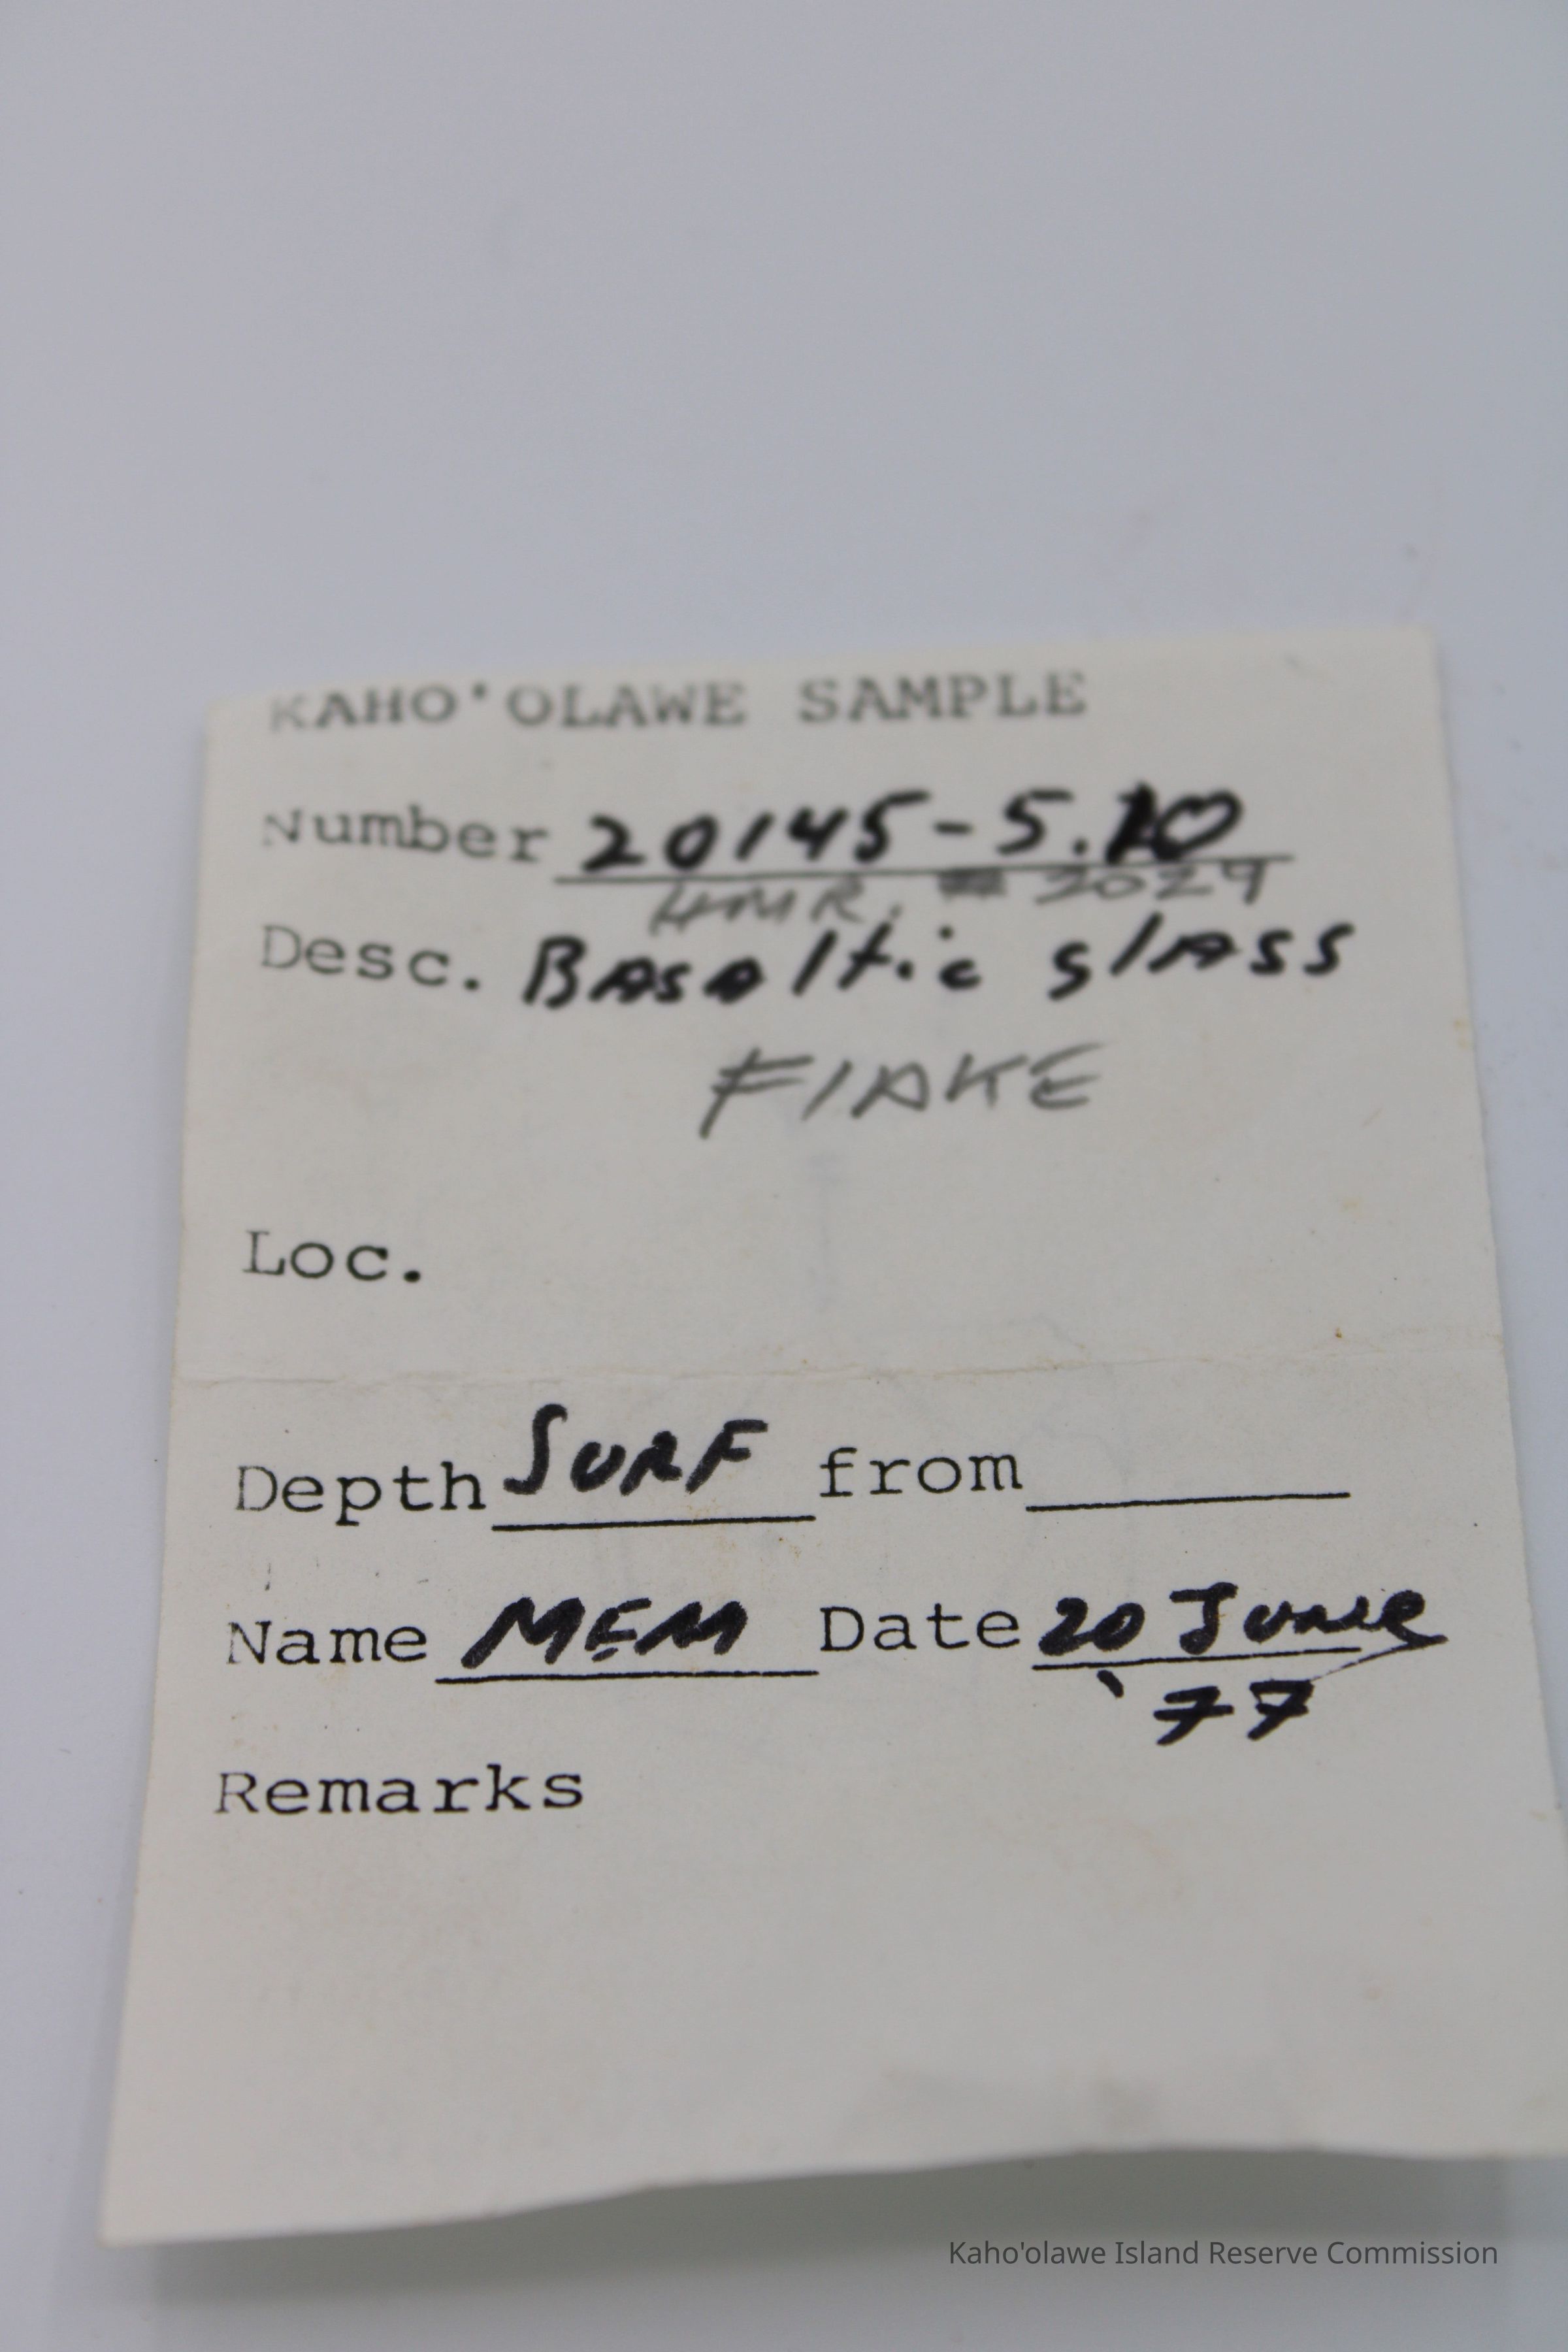 KAHO'OLAWE SAMPLE
Number 20145-5.10
HMR. # 2029
Desc. Basaltic glass
FLAKE
Loc.
Depth SURF from
Name MEM Date 20 June
'77
Remarks
Kaho'olawe Island Reserve Commission